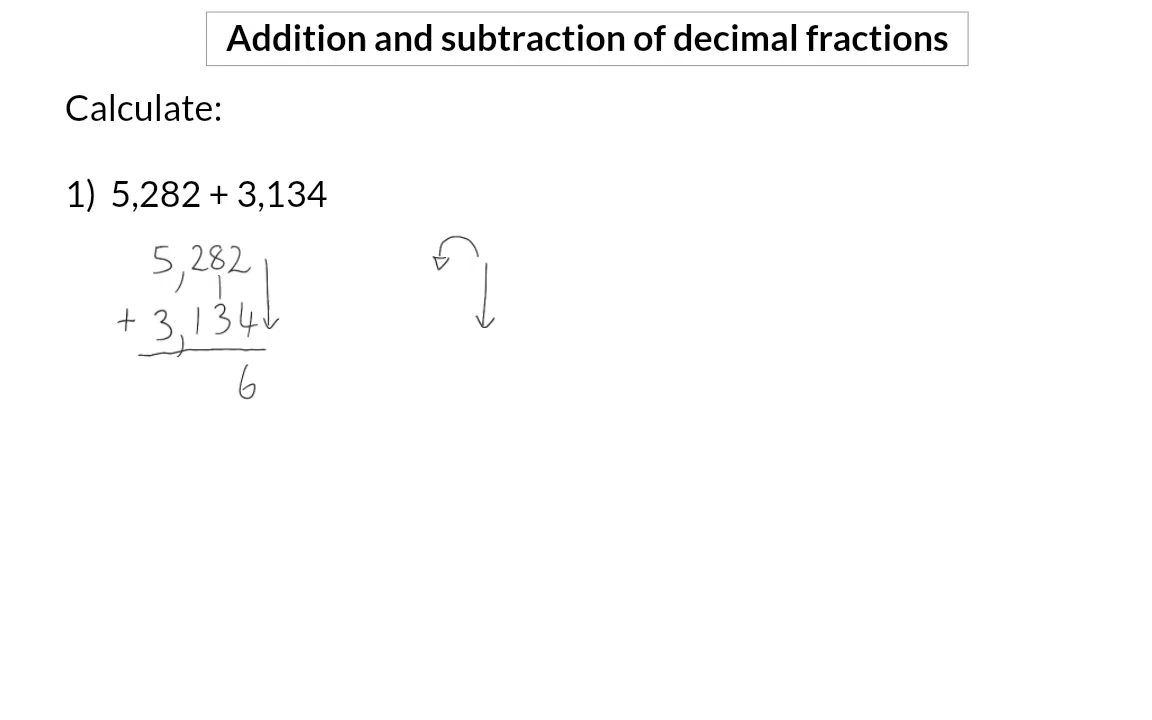 Addition and subtraction of decimal fractions
Calculate:
1) 5,282 + 3,134
5,282
+ 3,134
6